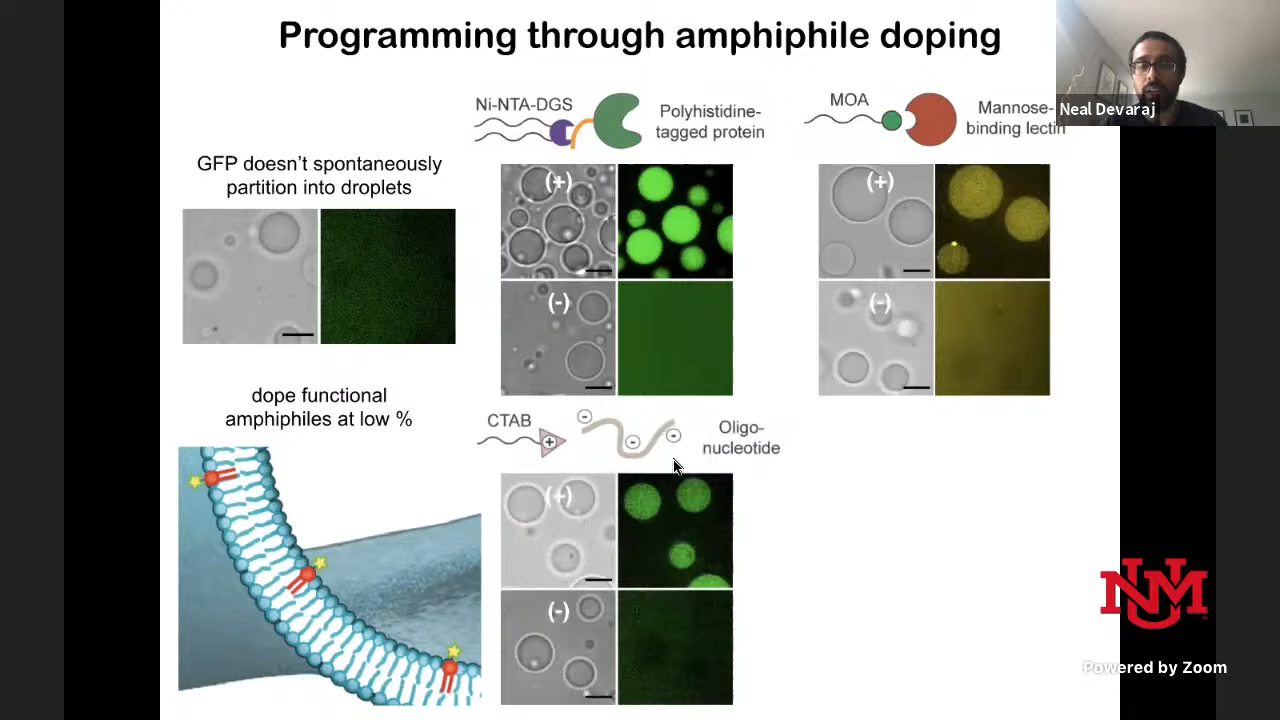 Programming through amphiphile doping
Neal Devaraj
GFP doesn’t spontaneously
partition into droplets
Ni-NTA-DGS
Polyhistidine-
tagged protein
(+)
(-)
MOA
Mannose-
binding lectin
(+)
(-)
dope functional
amphiphiles at low %
CTAB
+
-
-
-
Oligo-
nucleotide
(+)
(-)
UNM
Powered by Zoom